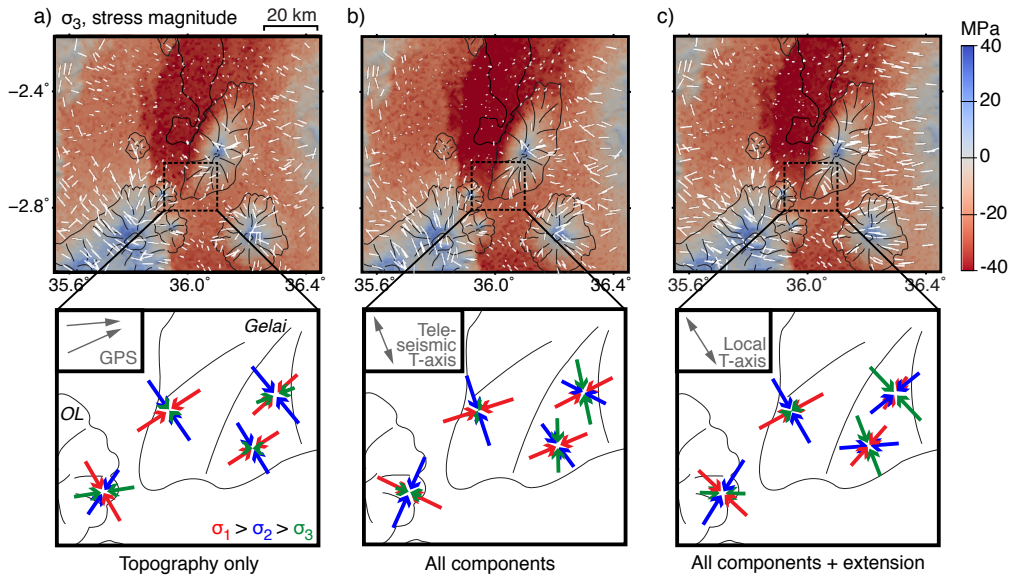 a) σ3, stress magnitude 20 km b) c)
MPa
40
20
0
-20
-40
−2.4°
−2.8°
35.6° 36.0° 36.4° 35.6° 36.0° 36.4° 35.6° 36.0° 36.4°
GPS
Gelai
OL
σ1 > σ2 > σ3
Tele-
seismic
T-axis
Local
T-axis
Topography only
All components
All components + extension